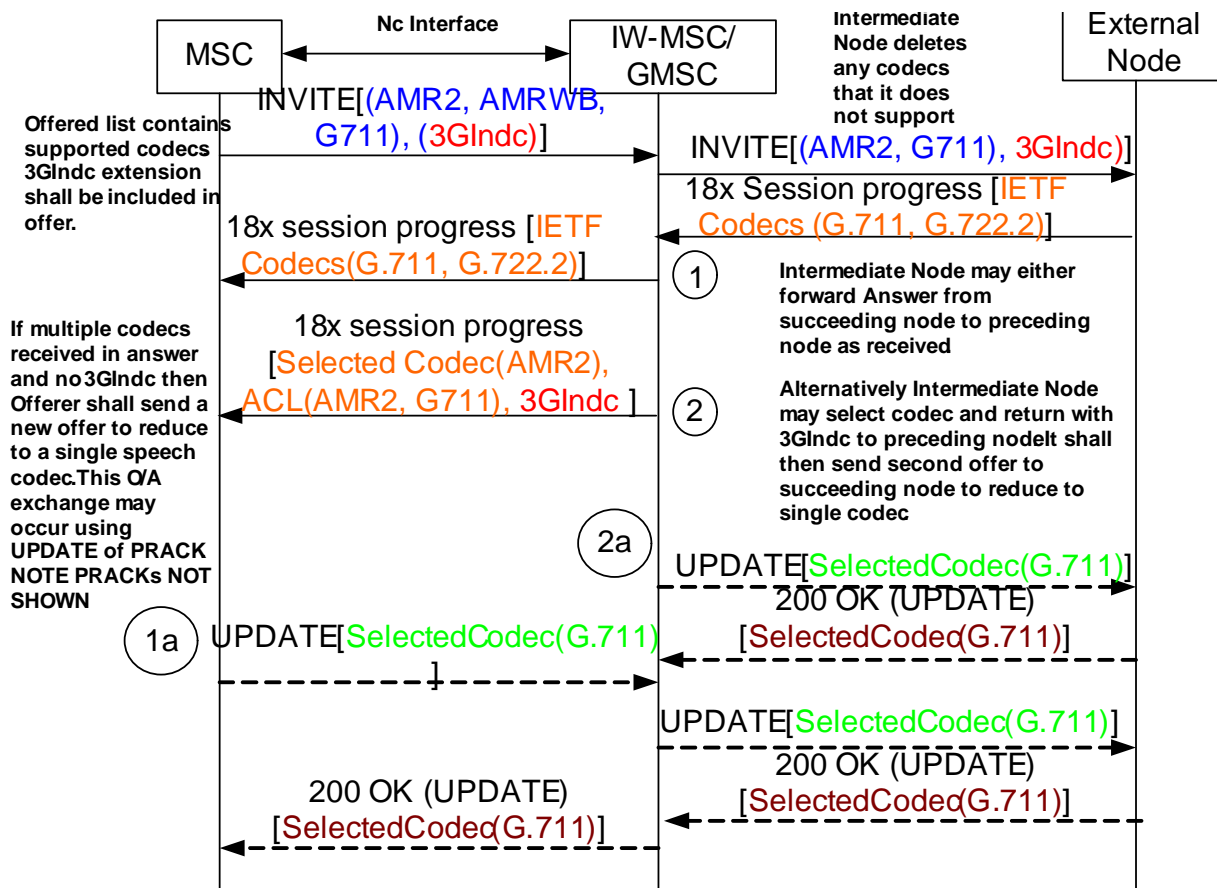 MSC
Nc Interface
IW-MSC/
GMSC
Intermediate
Node deletes
any codecs
that it does
not support
External
Node
Offered list contains
supported codecs
3GIndc extension
shall be included in
offer.
INVITE[(AMR2, AMRWB,
G711), (3GIndc)]
INVITE[(AMR2, G711), 3GIndc)]
18x Session Progress [IETF
Codecs (G.711, G.722.2)]
18x session progress [IETF
Codecs(G.711, G.722.2)]
1
Intermediate Node may either
forward Answer from
succeeding node to preceding
node as received
If multiple codecs
received in answer
and no 3GIndc then
Offerer shall send a
new offer to reduce
to a single speech
codec.This O/A
exchange may
occur using
UPDATE of PRACK
NOTE PRACKs NOT
SHOWN
18x session progress
[Selected Codec(AMR2),
ACL(AMR2, G711), 3GIndc ]
2
Alternatively Intermediate Node
may select codec and return with
3GIndc to preceding nodeIt shall
then send second offer to
succeeding node to reduce to
single codec
2a
UPDATE[SelectedCodec(G.711)]
200 OK (UPDATE)
[SelectedCodec(G.711)]
1a
UPDATE[SelectedCodec(G.711)
]
UPDATE[SelectedCodec(G.711)]
200 OK (UPDATE)
[SelectedCodec(G.711)]
200 OK (UPDATE)
[SelectedCodec(G.711)]